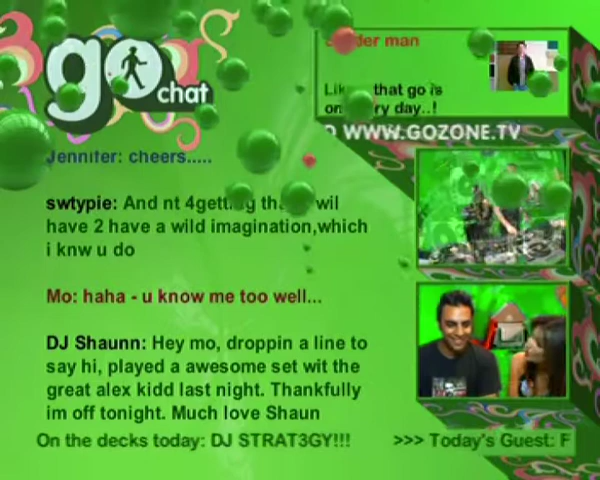 go
chat
der man
that go is
ry day..!
WWW.GOZONE.TV
Jennifer: cheers.....
swtypie: And nt 4gett wil
have 2 have a wild imagination,which
i knw u do
Mo: haha - u know me too well...
DJ Shaunn: Hey mo, droppin a line to
say hi, played a awesome set wit the
great alex kidd last night. Thankfully
im off tonight. Much love Shaun
On the decks today: DJ STRAT3GY!!! >>> Today's Guest: F